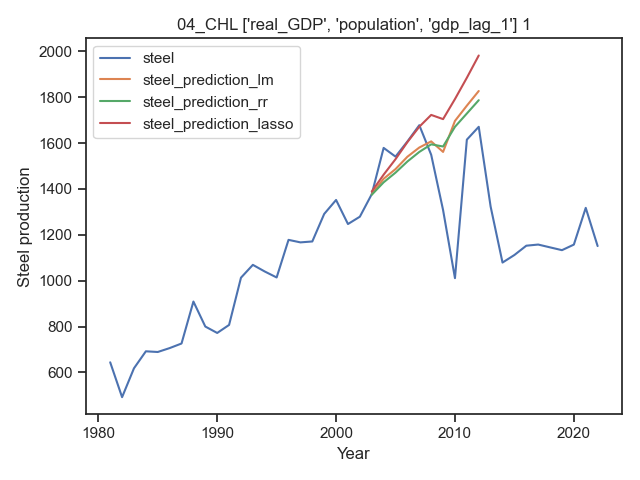 04_CHL ['real_GDP', 'population', 'gdp_lag_1'] 1
steel
steel_prediction_lm
steel_prediction_rr
steel_prediction_lasso
2000
1800
1600
1400
1200
1000
800
600
Steel production
1980
1990
2000
2010
2020
Year